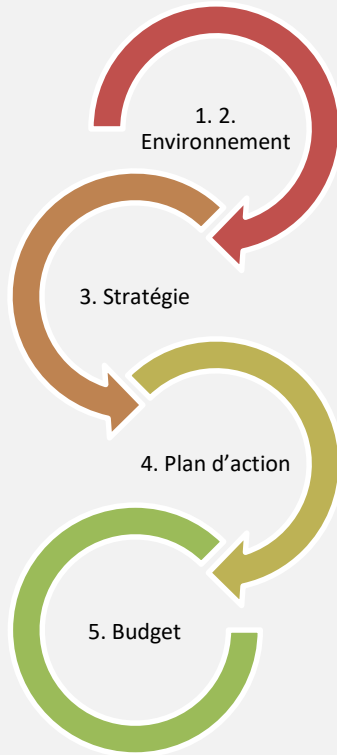 1. 2.
Environnement
3. Stratégie
4. Plan d’action
5. Budget